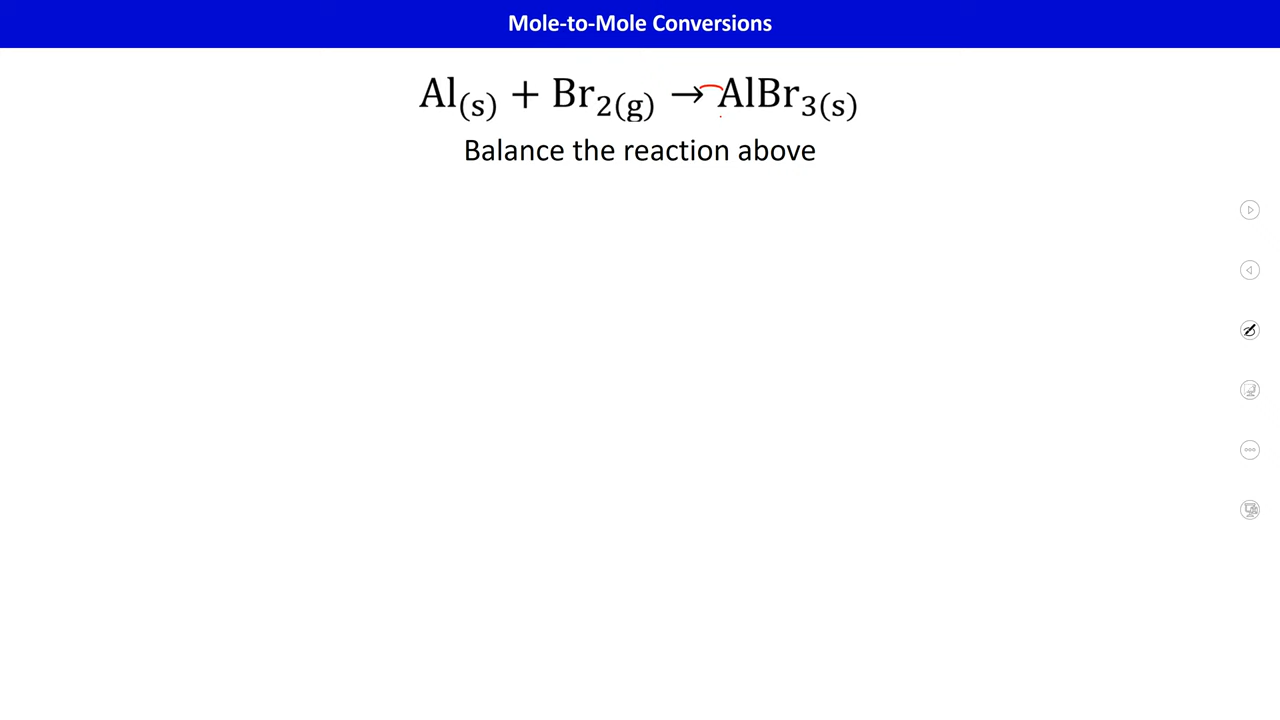 Mole-to-Mole Conversions
Al(s) + Br2(g) → AlBr3(s)
Balance the reaction above